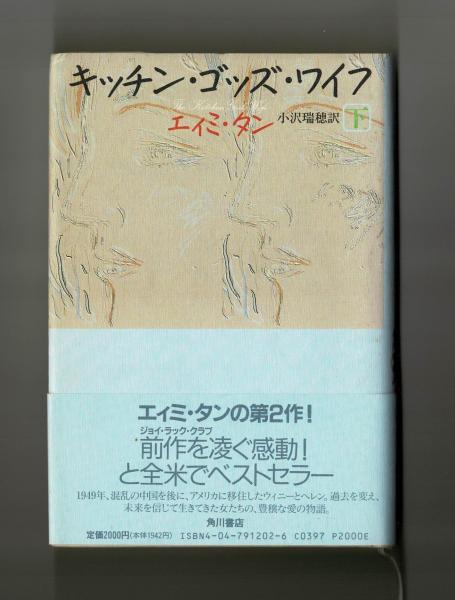 キッチン・ゴッズ・ワイフ
The Kitchen God's Wife
エィミ・タン 小沢瑞穂訳 下
エィミ・タンの第2作!
ジョイ・ラック・クラブ
前作を凌ぐ感動!
と全米でベストセラー
1949年、混乱の中国を後に、アメリカに移住したウィニーとヘレン。過去を変え、
未来を信じて生きてきた女たちの、豊穣な愛の物語。
角川書店
定価2000円(本体1942円) ISBN4-04-791202-6 C0397 P2000E